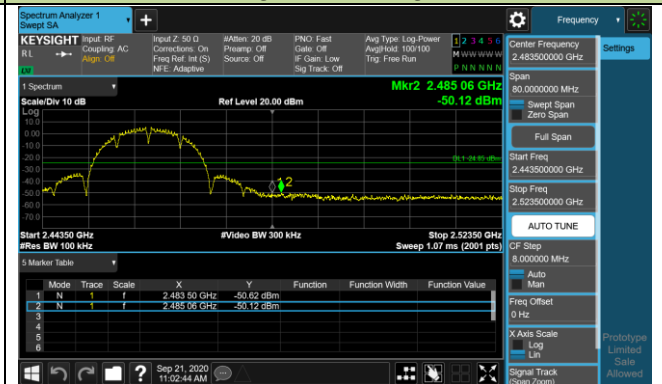 Spectrum Analyzer 1
Swept SA
Frequency
KEYSIGHT
RL
Input: RF
Coupling: AC
Align: Off
Input Z: 50 Ω
Corrections: On
Freq Ref: Int (S)
NFE: Adaptive
#Atten: 20 dB
Preamp: Off
Source: Off
PNO: Fast
Gate: Off
IF Gain: Low
Sig Track: Off
Avg Type: Log-Power
Avg|Hold: 100/100
Trig: Free Run
1 2 3 4 5 6
M W W W W W
P N N N N N
Center Frequency
2.483500000 GHz
Settings
Span
80.0000000 MHz
Swept Span
Zero Span
Full Span
Start Freq
2.443500000 GHz
Stop Freq
2.523500000 GHz
AUTO TUNE
CF Step
8.000000 MHz
Auto
Man
Freq Offset
0 Hz
X Axis Scale
Log
Lin
Signal Track
(Span Zoom)
Prototype
Limited
Sale
Allowed
1 Spectrum
Mkr2 2.485 06 GHz
Scale/Div 10 dB
Ref Level 20.00 dBm
-50.12 dBm
Log
10.0
0.00
-10.0
-20.0
-30.0
-40.0
-50.0
-60.0
-70.0
DL1 -24.85 dBm
1 2
Start 2.44350 GHz
#Video BW 300 kHz
Stop 2.52350 GHz
#Res BW 100 kHz
Sweep 1.07 ms (2001 pts)
5 Marker Table
Mode Trace Scale X Y Function Function Width Function Value
1 N 1 f 2.483 50 GHz -50.62 dBm
2 N 1 f 2.485 06 GHz -50.12 dBm
3
4
5
6
Sep 21, 2020
11:02:44 AM